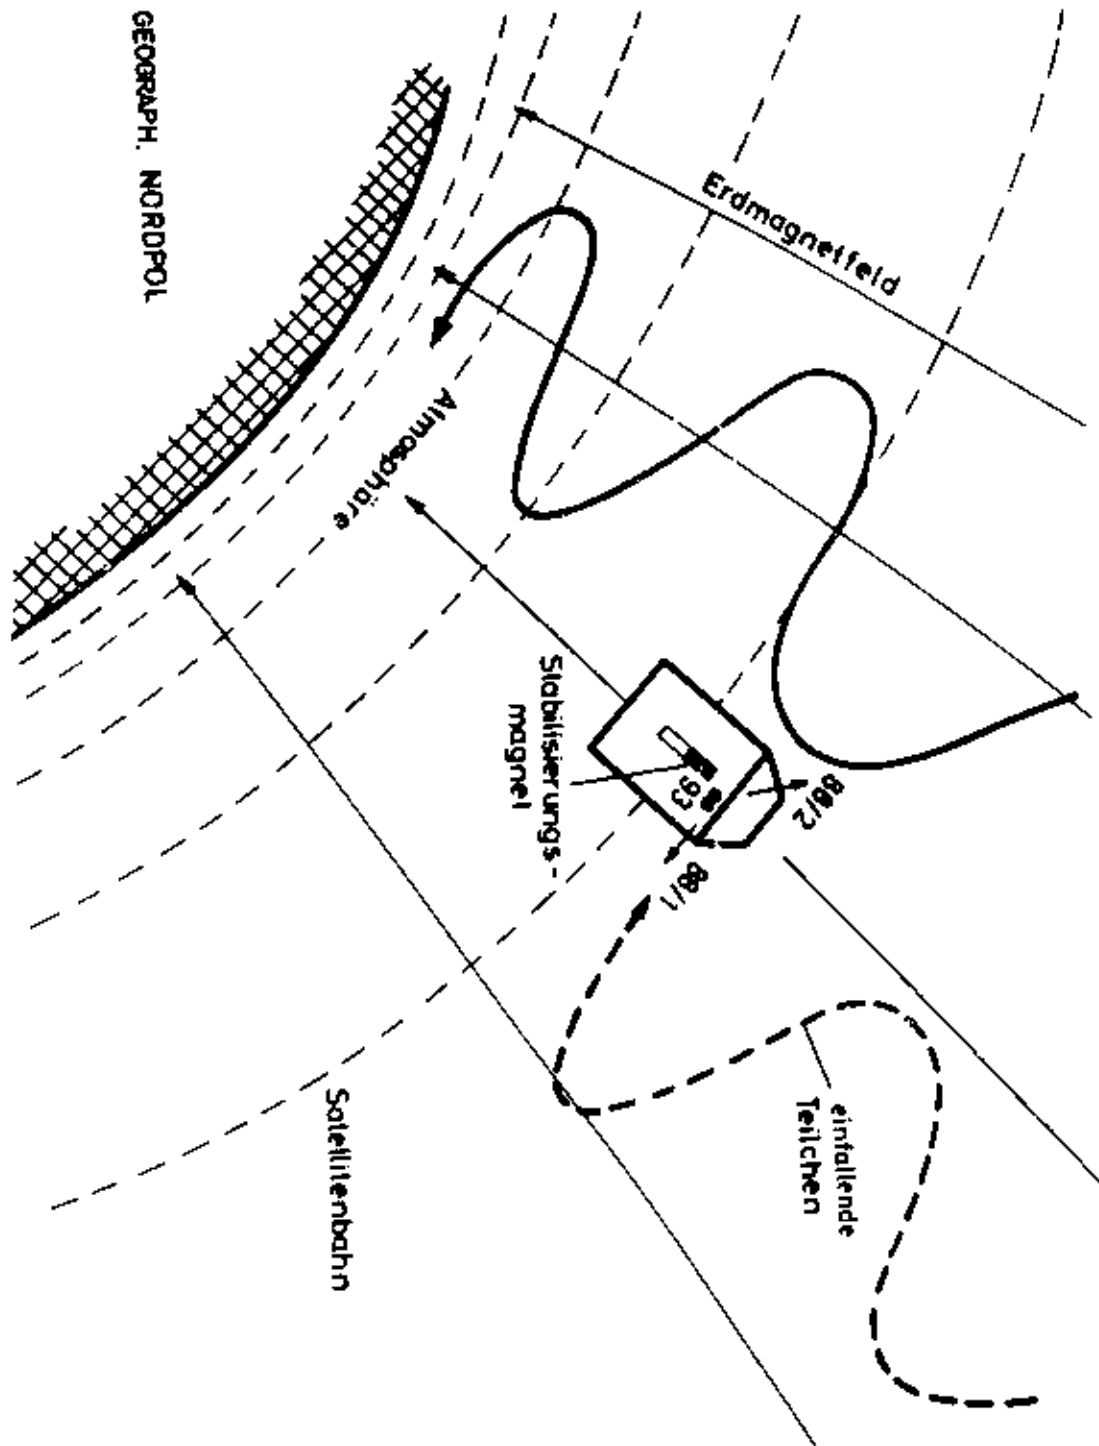 GEOGRAPH. NORDPOL
Erdmagnetfeld
Atmosphäre
Stabilisierungs-
magnet
93
88/2
88/1
einfallende
Teilchen
Satellitenbahn